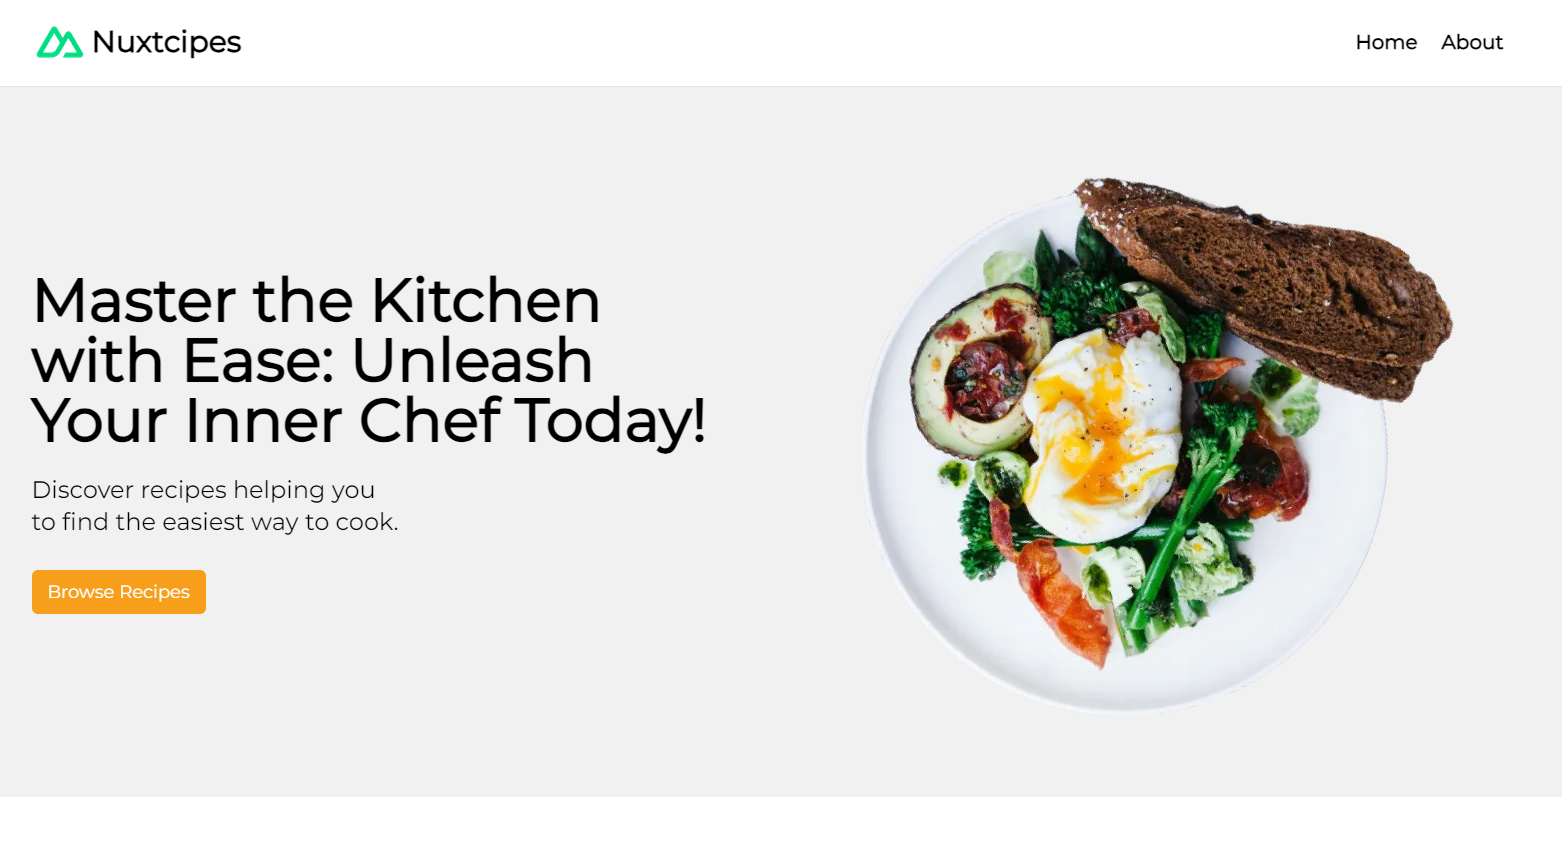 Nuxtcipes
Home About
Master the Kitchen
with Ease: Unleash
Your Inner Chef Today!
Discover recipes helping you
to find the easiest way to cook.
Browse Recipes